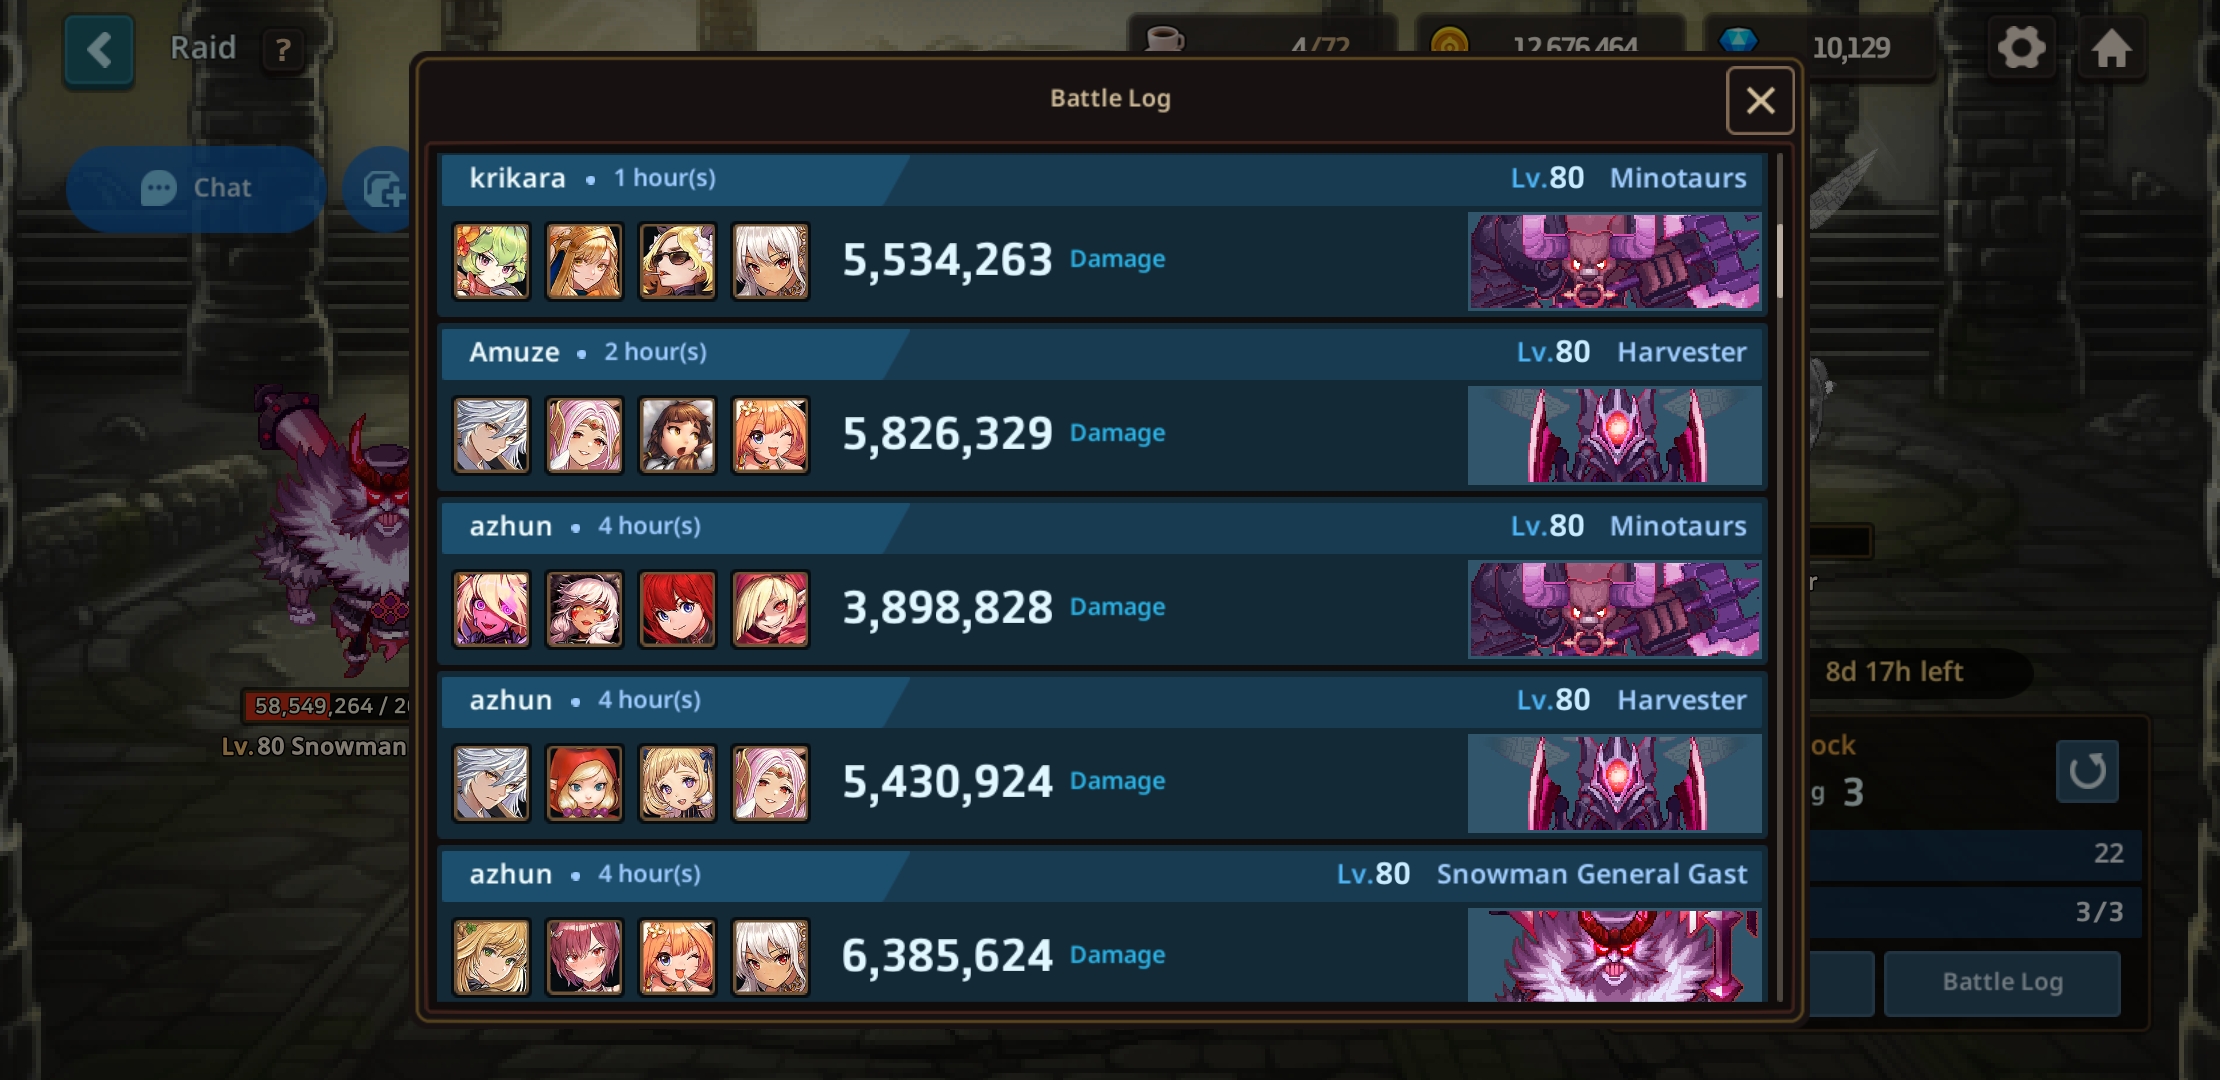 Raid ?
4/72
12,676,464
10,129
Battle Log
Chat
krikara • 1 hour(s)
Lv.80 Minotaurs
5,534,263 Damage
Amuze • 2 hour(s)
Lv.80 Harvester
5,826,329 Damage
azhun • 4 hour(s)
Lv.80 Minotaurs
3,898,828 Damage
azhun • 4 hour(s)
Lv.80 Harvester
5,430,924 Damage
azhun • 4 hour(s)
Lv.80 Snowman General Gast
6,385,624 Damage
58,549,264 / 2
Lv.80 Snowman
r
8d 17h left
ock
g 3
22
3/3
Battle Log